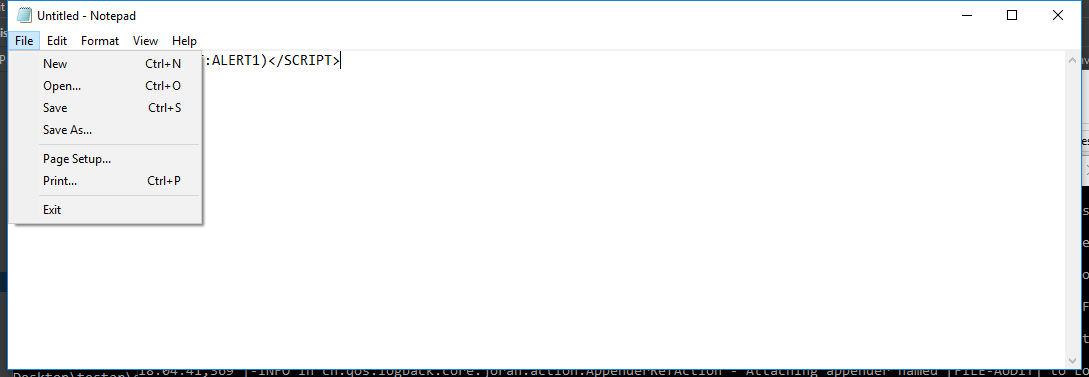 Untitled - Notepad
File Edit Format View Help
:ALERT1)</SCRIPT>
New Ctrl+N
Open... Ctrl+O
Save Ctrl+S
Save As...
Page Setup...
Print... Ctrl+P
Exit
18:04:41,369 |-INFO in ch.qos.logback.core.joran.action.AppenderRefAction - Attaching appender named [FILE-AUDIT] to
Desktop\testap\